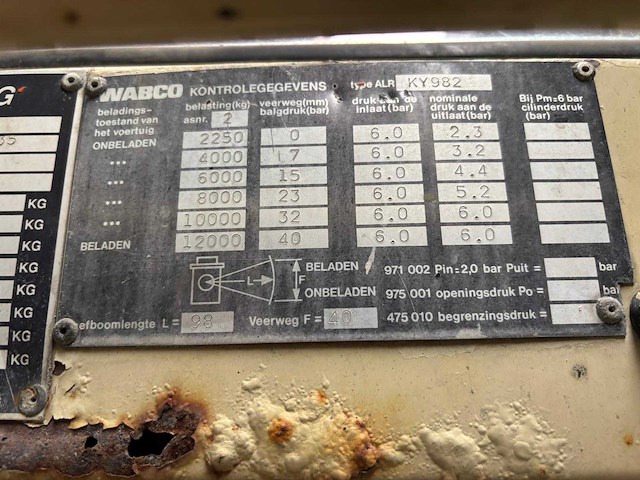 WABCO KONTROLEGEGEVENS type ALR KY982
beladings-
toestand van
het voertuig
belasting(kg)
asnr. 2
veerweg(mm)
balgdruk(bar)
druk aan de
inlaat(bar)
nominale
druk aan de
uitlaat(bar)
Bij Pm=6 bar
cilinderdruk
(bar)
ONBELADEN 2250 0 6.0 2.3
... 4000 7 6.0 3.2
... 6000 15 6.0 4.4
... 8000 23 6.0 5.2
... 10000 32 6.0 6.0
BELADEN 12000 40 6.0 6.0
L F
BELADEN
ONBELADEN
971 002 Pin=2,0 bar Puit = bar
975 001 openingsdruk Po = ba
475 010 begrenzingsdruk =
efboomlengte L = 98 Veerweg F = 40
G
35
KG
KG
KG
KG
KG
KG
KG
KG